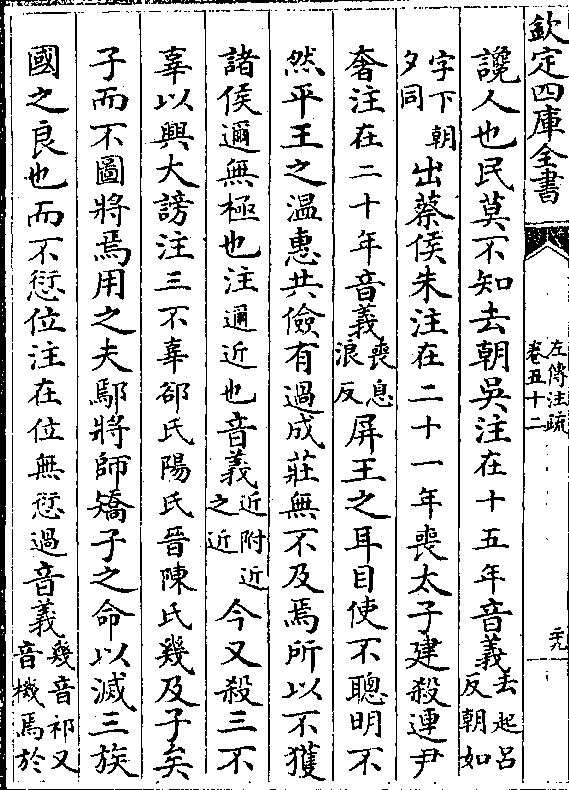 欽定四庫全書
左傳注疏
卷五十二
元
讒人也民莫不知去朝吳注在十五年音義去起呂反朝如
字下朝夕同出蔡侯朱注在二十一年喪太子建殺連尹
奢注在二十年音義喪息浪反屏王之耳目使不聰明不
然平王之温惠共儉有過成莊無不及焉所以不獲
諸侯邇無極也注邇近也音義近附近之近今又殺三不
辜以興大謗注三不辜郤氏陽氏晉陳氏幾及子矣
子而不圖將焉用之夫鄢將師矯子之命以滅三族
國之良也而不愆位注在位無愆過音義幾音祁又音機焉於